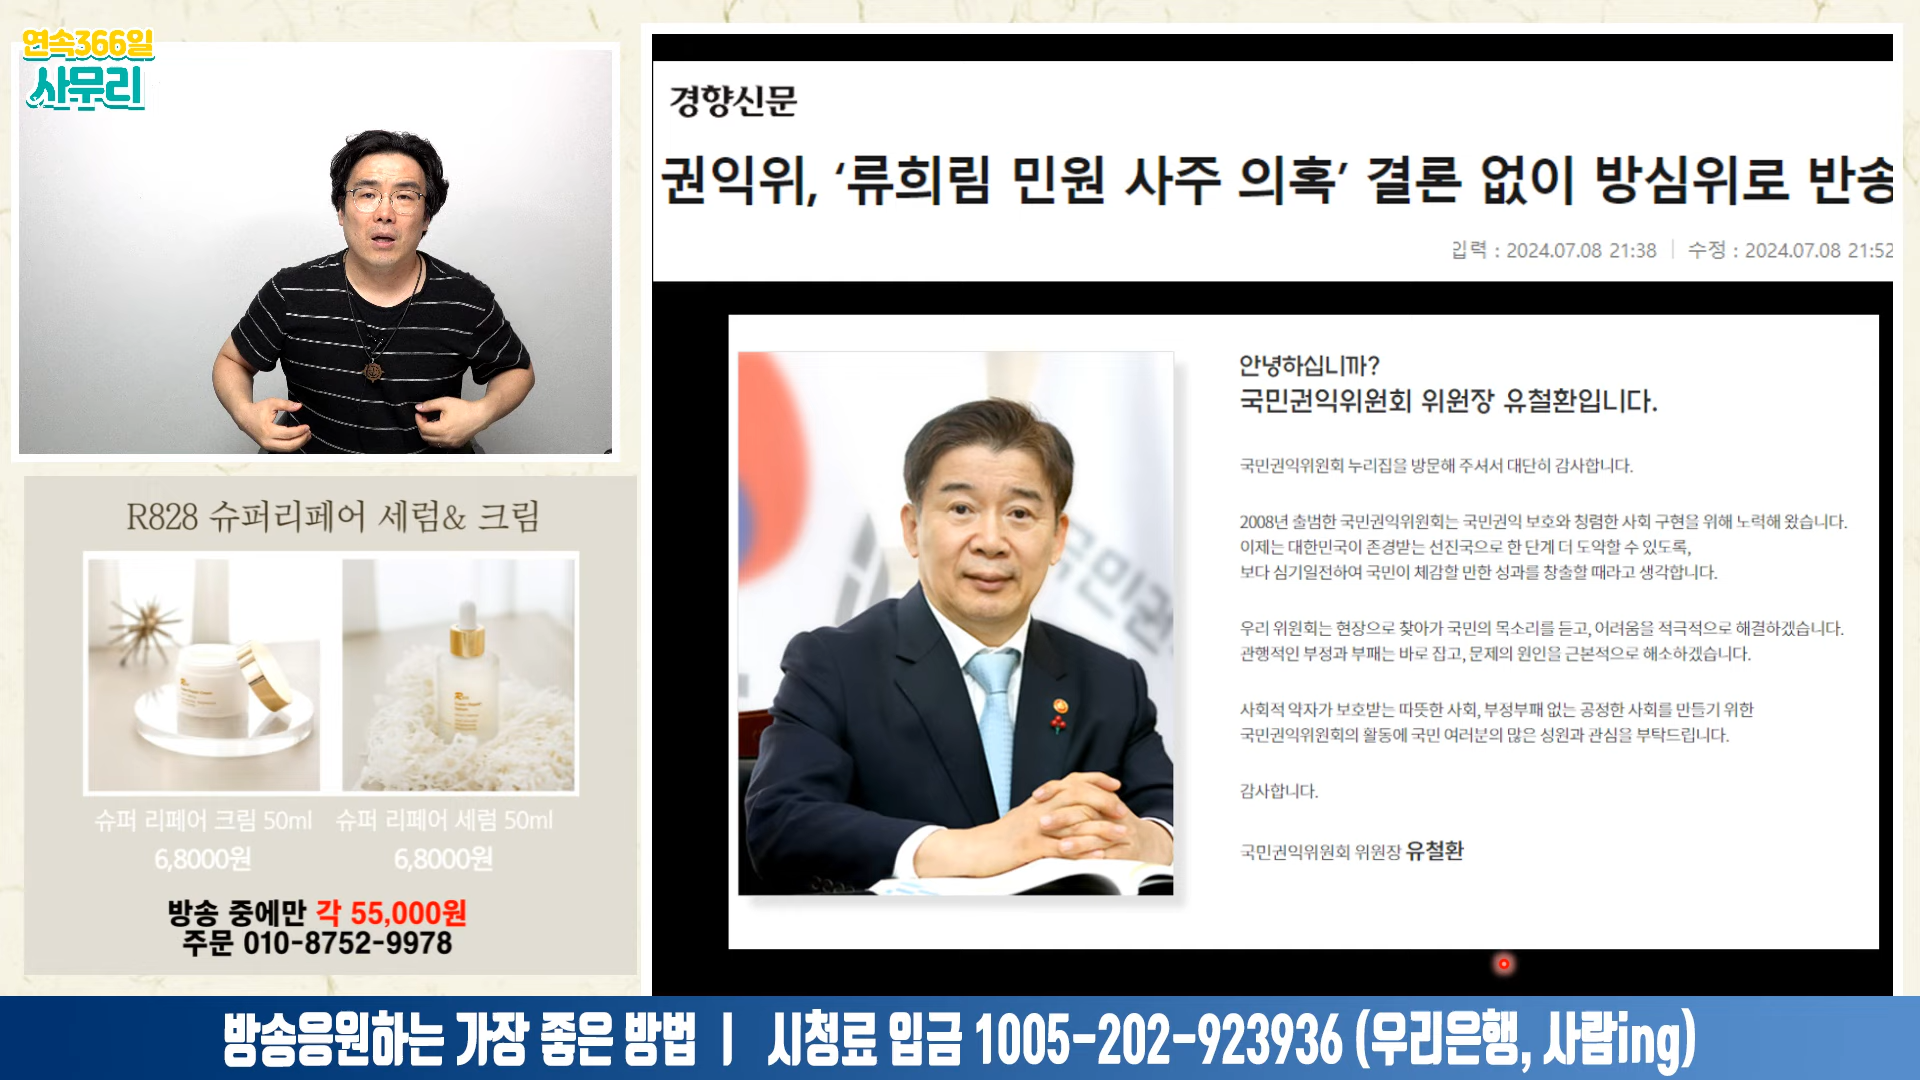 연속366일
사무리
R828 슈퍼리페어 세럼& 크림
슈퍼 리페어 크림 50ml
6,8000원
슈퍼 리페어 세럼 50ml
6,8000원
방송 중에만 각 55,000원
주문 010-8752-9978
경향신문
권익위, ‘류희림 민원 사주 의혹’ 결론 없이 방심위로 반송
입력 : 2024.07.08 21:38 | 수정 : 2024.07.08 21:52
국민권
안녕하십니까?
국민권익위원회 위원장 유철환입니다.
국민권익위원회 누리집을 방문해 주셔서 대단히 감사합니다.
2008년 출범한 국민권익위원회는 국민권익 보호와 청렴한 사회 구현을 위해 노력해 왔습니다.
이제는 대한민국이 존경받는 선진국으로 한 단계 더 도약할 수 있도록,
보다 심기일전하여 국민이 체감할 만한 성과를 창출할 때라고 생각합니다.
우리 위원회는 현장으로 찾아가 국민의 목소리를 듣고, 어려움을 적극적으로 해결하겠습니다.
관행적인 부정과 부패는 바로 잡고, 문제의 원인을 근본적으로 해소하겠습니다.
사회적 약자가 보호받는 따뜻한 사회, 부정부패 없는 공정한 사회를 만들기 위한
국민권익위원회의 활동에 국민 여러분의 많은 성원과 관심을 부탁드립니다.
감사합니다.
국민권익위원회 위원장 유철환
방송응원하는 가장 좋은 방법 | 시청료 입금 1005-202-923936 (우리은행, 사람ing)